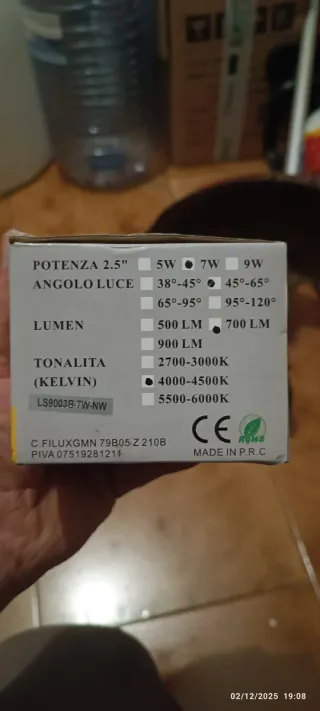 POTENZA 2.5" 5W 7W 9W
ANGOLO LUCE 38°-45° 45°-65°
65°-95° 95°-120°
LUMEN 500 LM 700 LM
900 LM
TONALITA 2700-3000K
(KELVIN) 4000-4500K
LS9003B-7W-NW 5500-6000K
CE RoHS
C.FILUXGMN 79B05 Z 210B
PIVA 07519281211 MADE IN P.R.C
02/12/2025 19:08